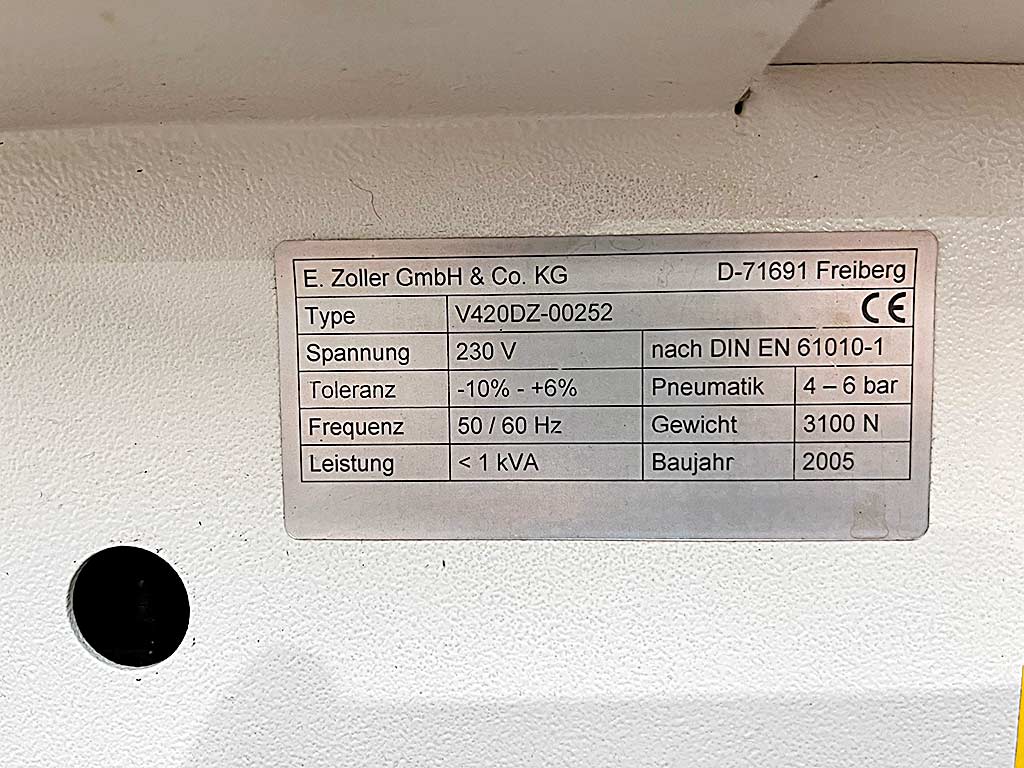 E. Zoller GmbH & Co. KG D-71691 Freiberg
Type V420DZ-00252 CE
Spannung 230 V nach DIN EN 61010-1
Toleranz -10% - +6% Pneumatik 4 – 6 bar
Frequenz 50 / 60 Hz Gewicht 3100 N
Leistung < 1 kVA Baujahr 2005